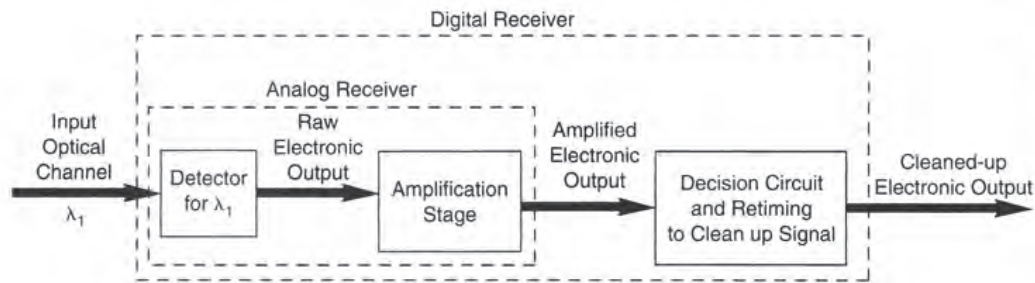 Digital Receiver
Analog Receiver
Input
Optical
Channel
λ₁
Detector
for λ₁
Raw
Electronic
Output
Amplification
Stage
Amplified
Electronic
Output
Decision Circuit
and Retiming
to Clean up Signal
Cleaned-up
Electronic Output